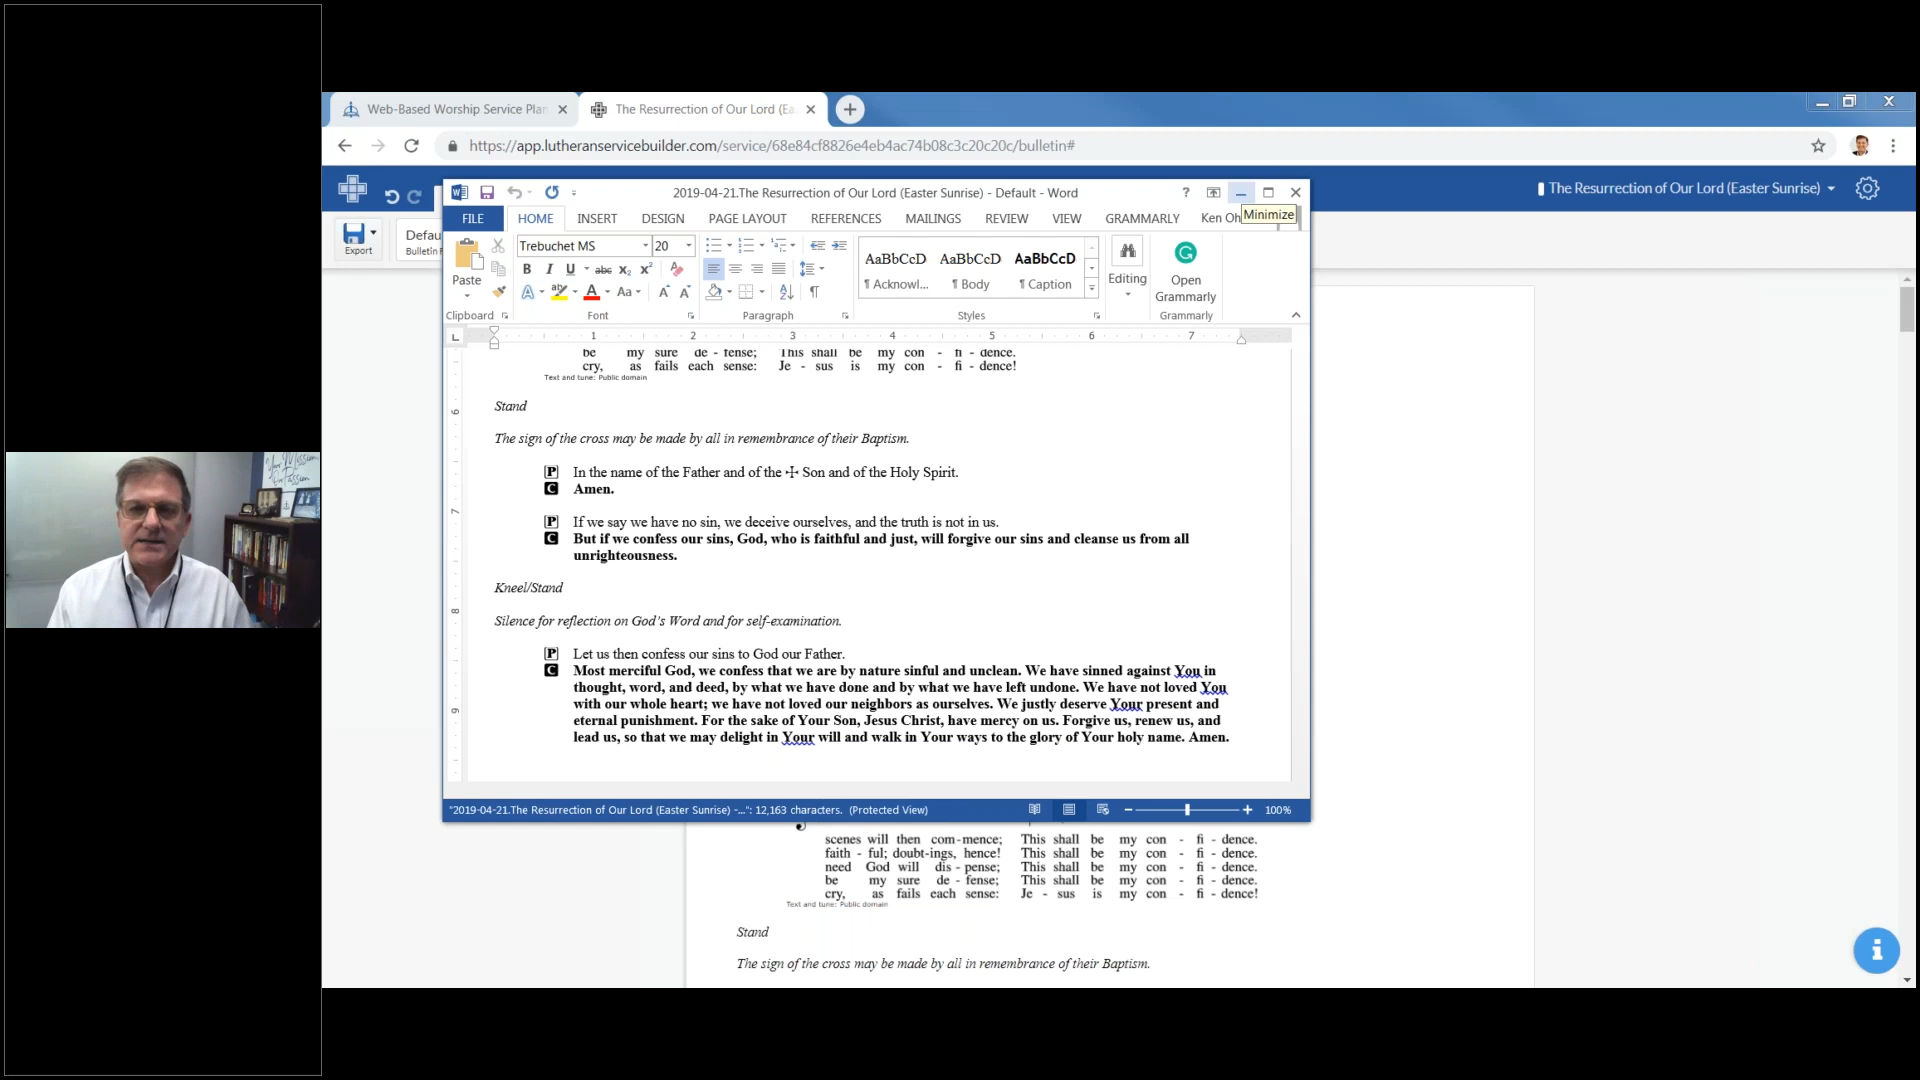 Web-Based Worship Service Plan
The Resurrection of Our Lord (Ea
https://app.lutheranservicebuilder.com/service/68e84cf8826e4eb4ac74b08c3c20c20c/bulletin#
The Resurrection of Our Lord (Easter Sunrise)
Export
Defau
Bulletin F
2019-04-21.The Resurrection of Our Lord (Easter Sunrise) - Default - Word
?
Minimize
FILE HOME INSERT DESIGN PAGE LAYOUT REFERENCES MAILINGS REVIEW VIEW GRAMMARLY Ken Oh
Trebuchet MS 20
Paste
B I U abc X₂ X²
A ab A Aa A A
AaBbCcD AaBbCcD AaBbCcD
¶ Acknowl... ¶ Body ¶ Caption
Editing
Open
Grammarly
Clipboard Font Paragraph Styles Grammarly
1 2 3 4 5 6 7
6
7
8
9
be my sure de - fense; This shall be my con - fi - dence.
cry, as fails each sense: Je - sus is my con - fi - dence!
Text and tune: Public domain
Stand
The sign of the cross may be made by all in remembrance of their Baptism.
P In the name of the Father and of the ☩ Son and of the Holy Spirit.
C Amen.
P If we say we have no sin, we deceive ourselves, and the truth is not in us.
C But if we confess our sins, God, who is faithful and just, will forgive our sins and cleanse us from all
unrighteousness.
Kneel/Stand
Silence for reflection on God's Word and for self-examination.
P Let us then confess our sins to God our Father.
C Most merciful God, we confess that we are by nature sinful and unclean. We have sinned against You in
thought, word, and deed, by what we have done and by what we have left undone. We have not loved You
with our whole heart; we have not loved our neighbors as ourselves. We justly deserve Your present and
eternal punishment. For the sake of Your Son, Jesus Christ, have mercy on us. Forgive us, renew us, and
lead us, so that we may delight in Your will and walk in Your ways to the glory of Your holy name. Amen.
"2019-04-21.The Resurrection of Our Lord (Easter Sunrise) -...": 12,163 characters. (Protected View)
100%
scenes will then com-mence; This shall be my con - fi - dence.
faith - ful; doubt-ings, hence! This shall be my con - fi - dence.
need God will dis - pense; This shall be my con - fi - dence.
be my sure de - fense; This shall be my con - fi - dence.
cry, as fails each sense: Je - sus is my con - fi - dence!
Text and tune: Public domain
Stand
The sign of the cross may be made by all in remembrance of their Baptism.